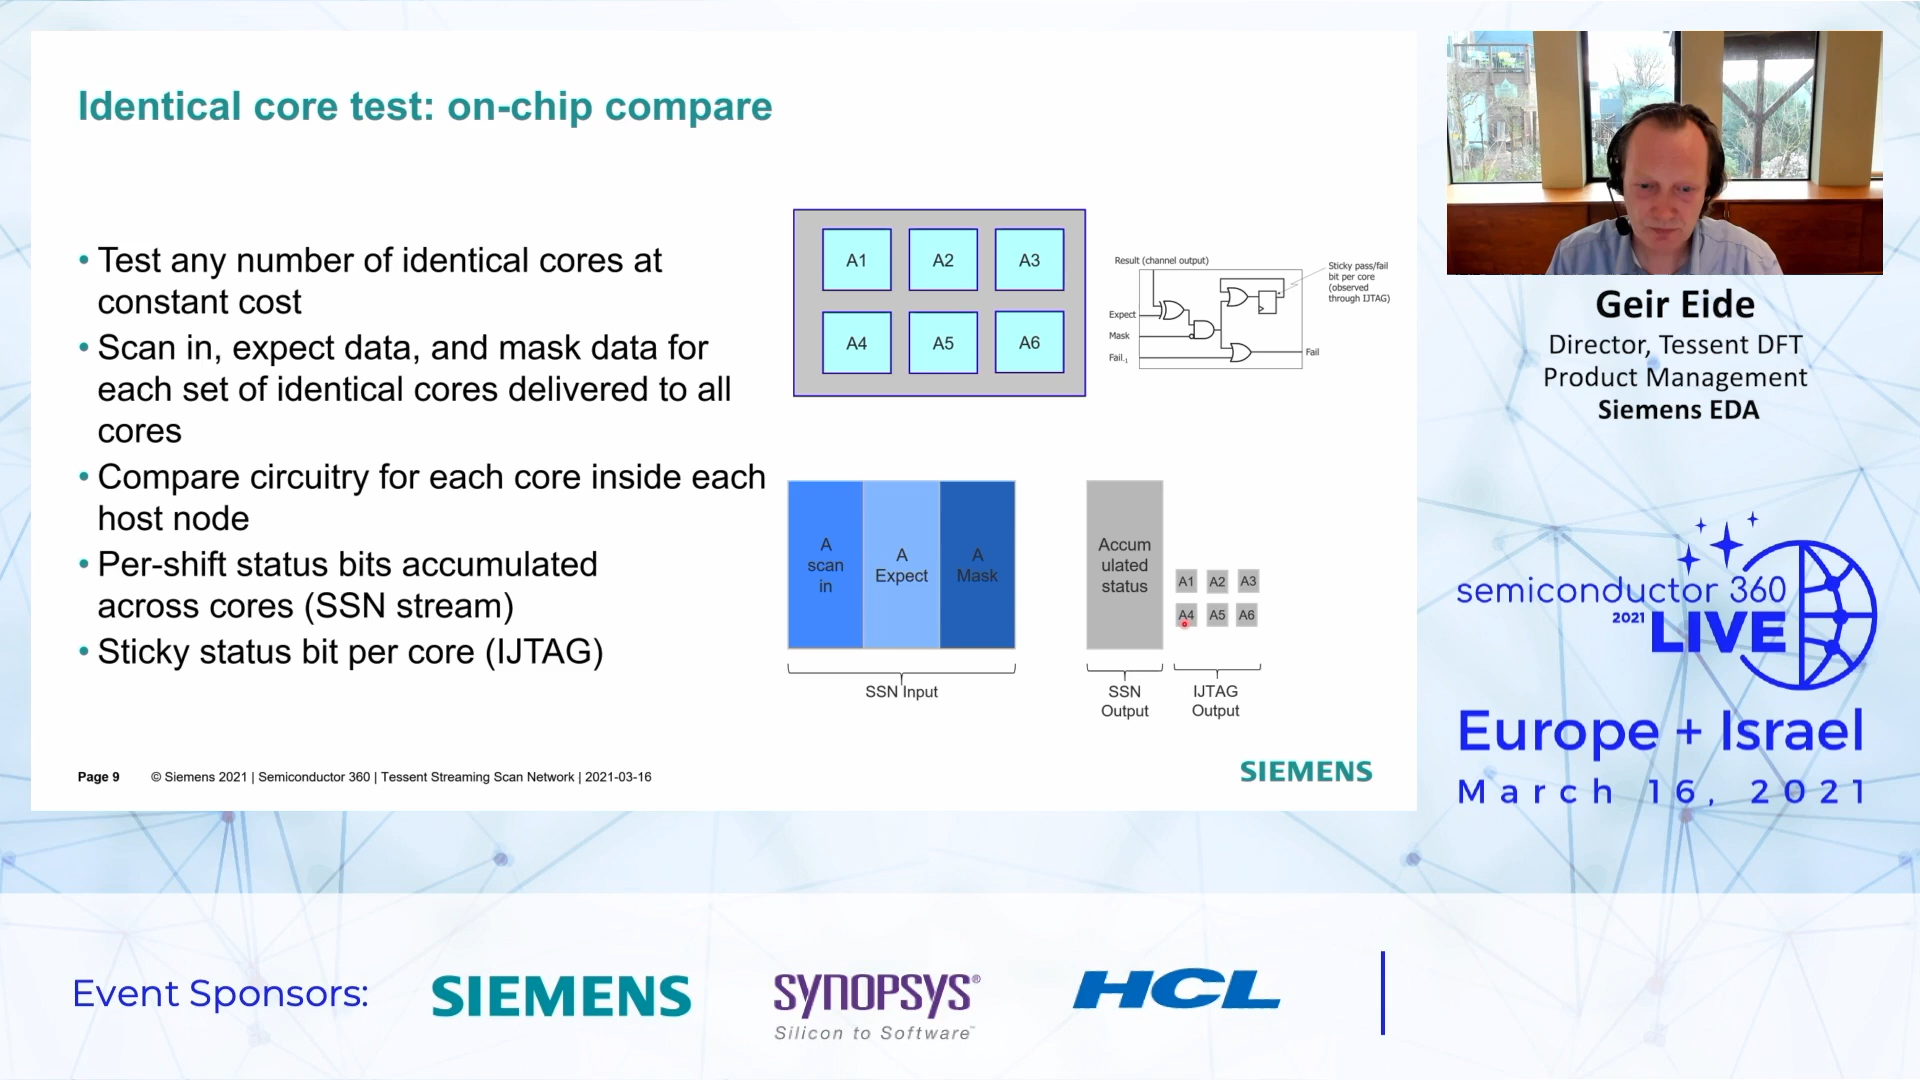 Identical core test: on-chip compare
• Test any number of identical cores at
constant cost
• Scan in, expect data, and mask data for
each set of identical cores delivered to all
cores
• Compare circuitry for each core inside each
host node
• Per-shift status bits accumulated
across cores (SSN stream)
• Sticky status bit per core (IJTAG)
A1 A2 A3
A4 A5 A6
Result (channel output)
Expect
Mask
Fail-1
Fail
Sticky pass/fail
bit per core
(observed
through IJTAG)
A
scan
in
A
Expect
A
Mask
SSN Input
Accum
ulated
status
A1 A2 A3
A4 A5 A6
SSN
Output
IJTAG
Output
Page 9 © Siemens 2021 | Semiconductor 360 | Tessent Streaming Scan Network | 2021-03-16
SIEMENS
Geir Eide
Director, Tessent DFT
Product Management
Siemens EDA
semiconductor 360
2021 LIVE
Europe + Israel
March 16, 2021
Event Sponsors:
SIEMENS
SYNOPSYS®
Silicon to Software™
HCL